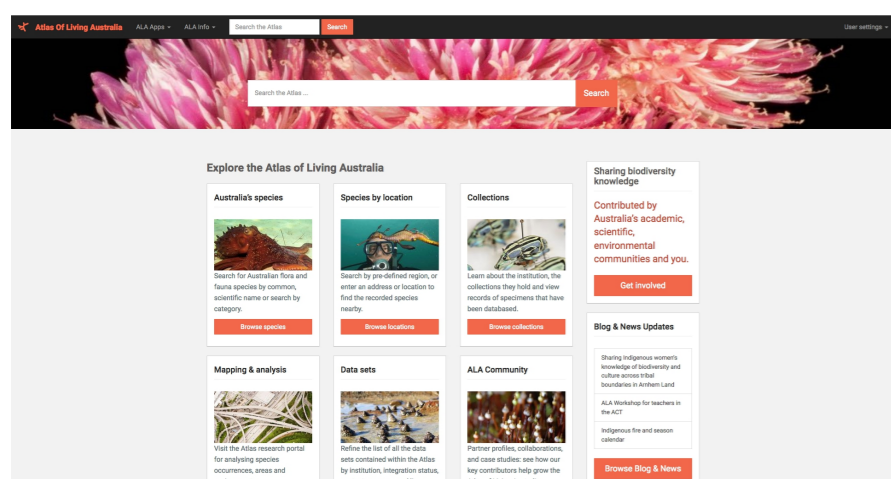 Atlas Of Living Australia ALA Apps ALA Info Search the Atlas Search User settings
Search the Atlas ... Search
Explore the Atlas of Living Australia
Australia's species
Search for Australian flora and
fauna species by common,
scientific name or search by
category.
Browse species
Species by location
Search by pre-defined region, or
enter an address or location to
find the recorded species
nearby.
Browse locations
Collections
Learn about the institution, the
collections they hold and view
records of specimens that have
been databased.
Browse collections
Mapping & analysis
Visit the Atlas research portal
for analysing species
occurrences, areas and
Data sets
Refine the list of all the data
sets contained within the Atlas
by institution, integration status,
ALA Community
Partner profiles, collaborations,
and case studies: see how our
key contributors help grow the
Sharing biodiversity
knowledge
Contributed by
Australia's academic,
scientific,
environmental
communities and you.
Get involved
Blog & News Updates
Sharing Indigenous women's
knowledge of biodiversity and
culture across tribal
boundaries in Arnhem Land
ALA Workshop for teachers in
the ACT
Indigenous fire and season
calendar
Browse Blog & News